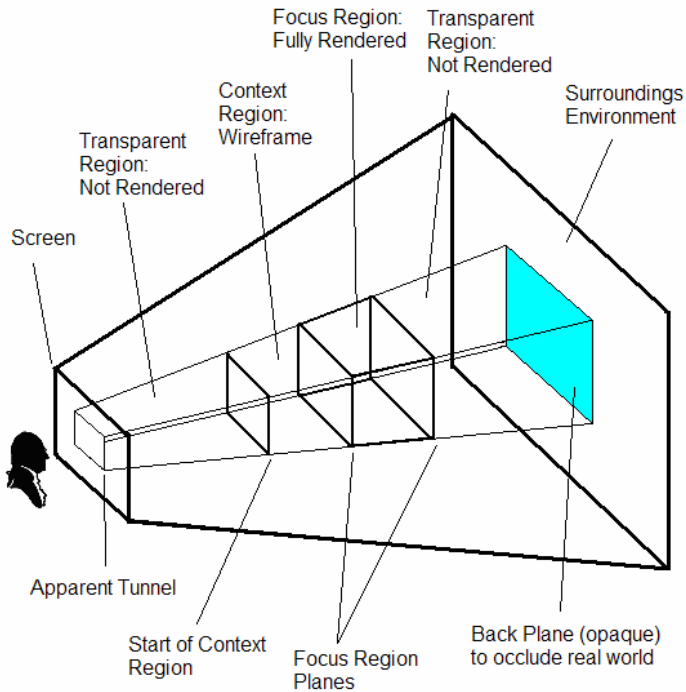 Focus Region:
Fully Rendered
Transparent
Region:
Not Rendered
Context
Region:
Wireframe
Surroundings
Environment
Transparent
Region:
Not Rendered
Screen
Apparent Tunnel
Start of Context
Region
Focus Region
Planes
Back Plane (opaque)
to occlude real world